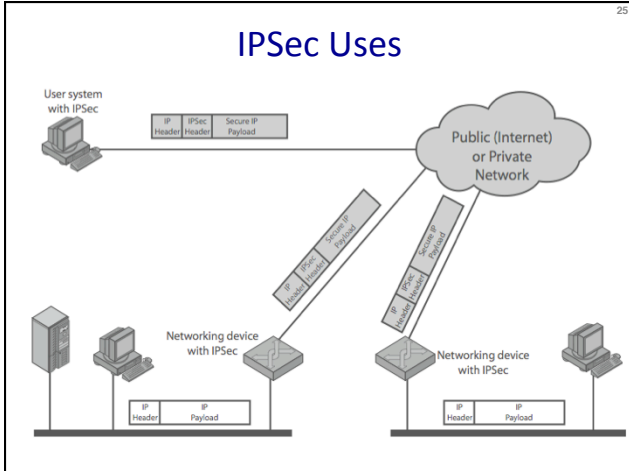 25
IPSec Uses
User system
with IPSec
IP
Header
IPSec
Header
Secure IP
Payload
Public (Internet)
or Private
Network
IP
Header
IPSec
Header
Secure IP
Payload
IP
Header
IPSec
Header
Secure IP
Payload
Networking device
with IPSec
Networking device
with IPSec
IP
Header
IP
Payload
IP
Header
IP
Payload